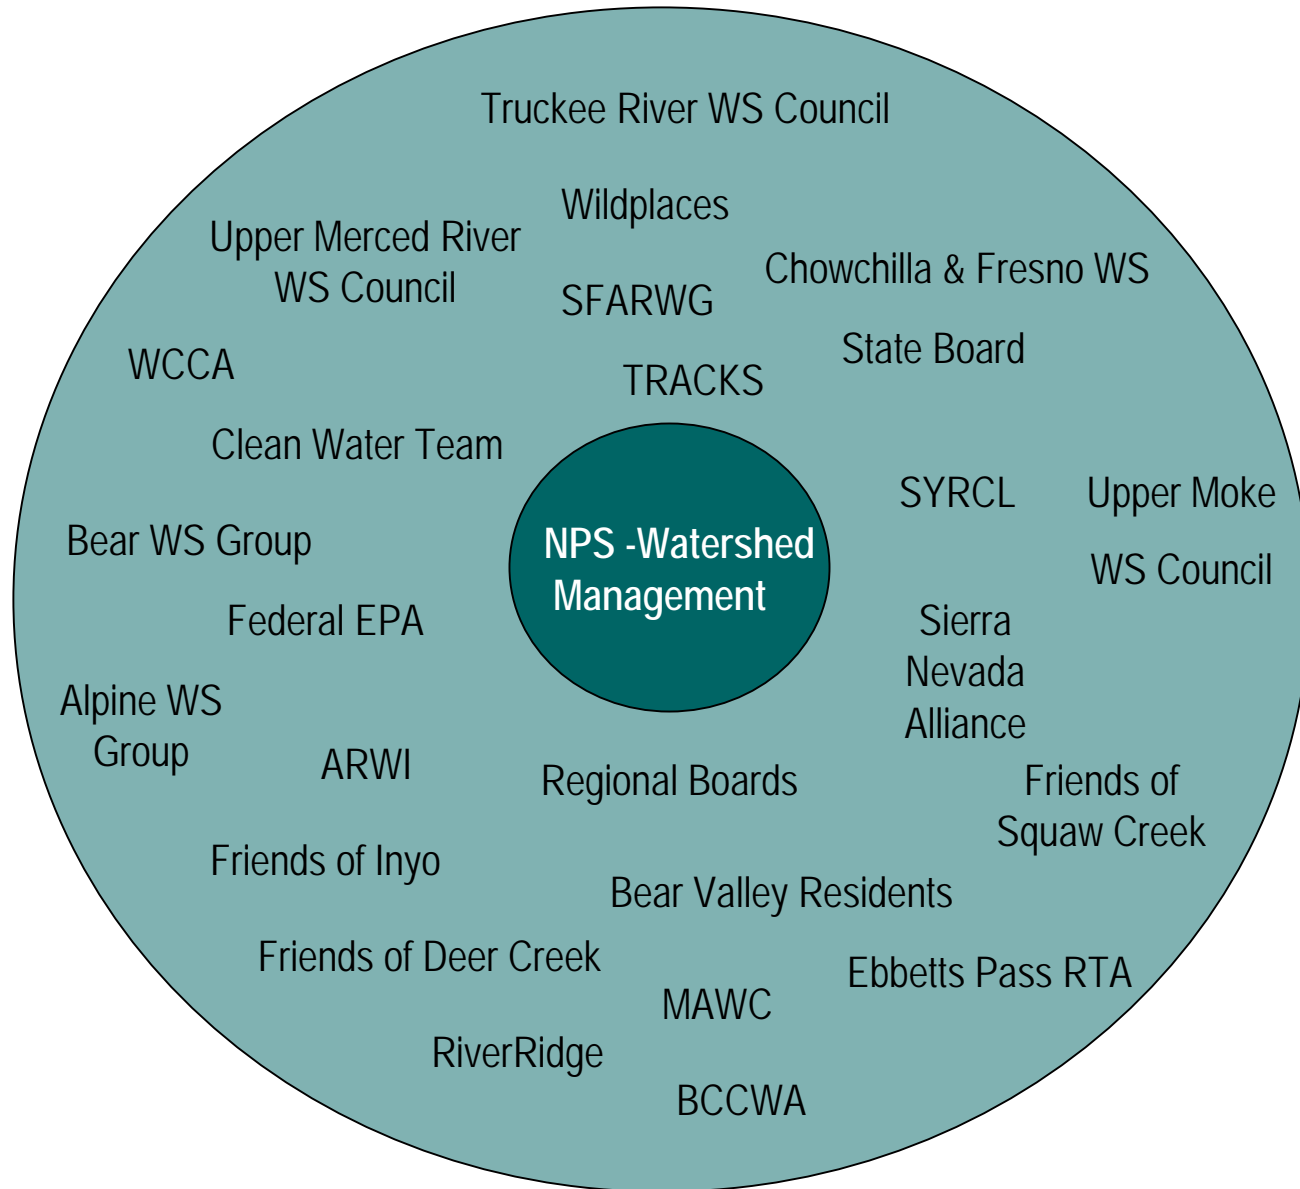 Truckee River WS Council
Wildplaces
Upper Merced River
WS Council
Chowchilla & Fresno WS
SFARWG
State Board
WCCA
TRACKS
Clean Water Team
SYRCL
Upper Moke
WS Council
Bear WS Group
NPS -Watershed
Management
Federal EPA
Sierra
Nevada
Alliance
Alpine WS
Group
ARWI
Regional Boards
Friends of
Squaw Creek
Friends of Inyo
Bear Valley Residents
Friends of Deer Creek
Ebbetts Pass RTA
MAWC
RiverRidge
BCCWA